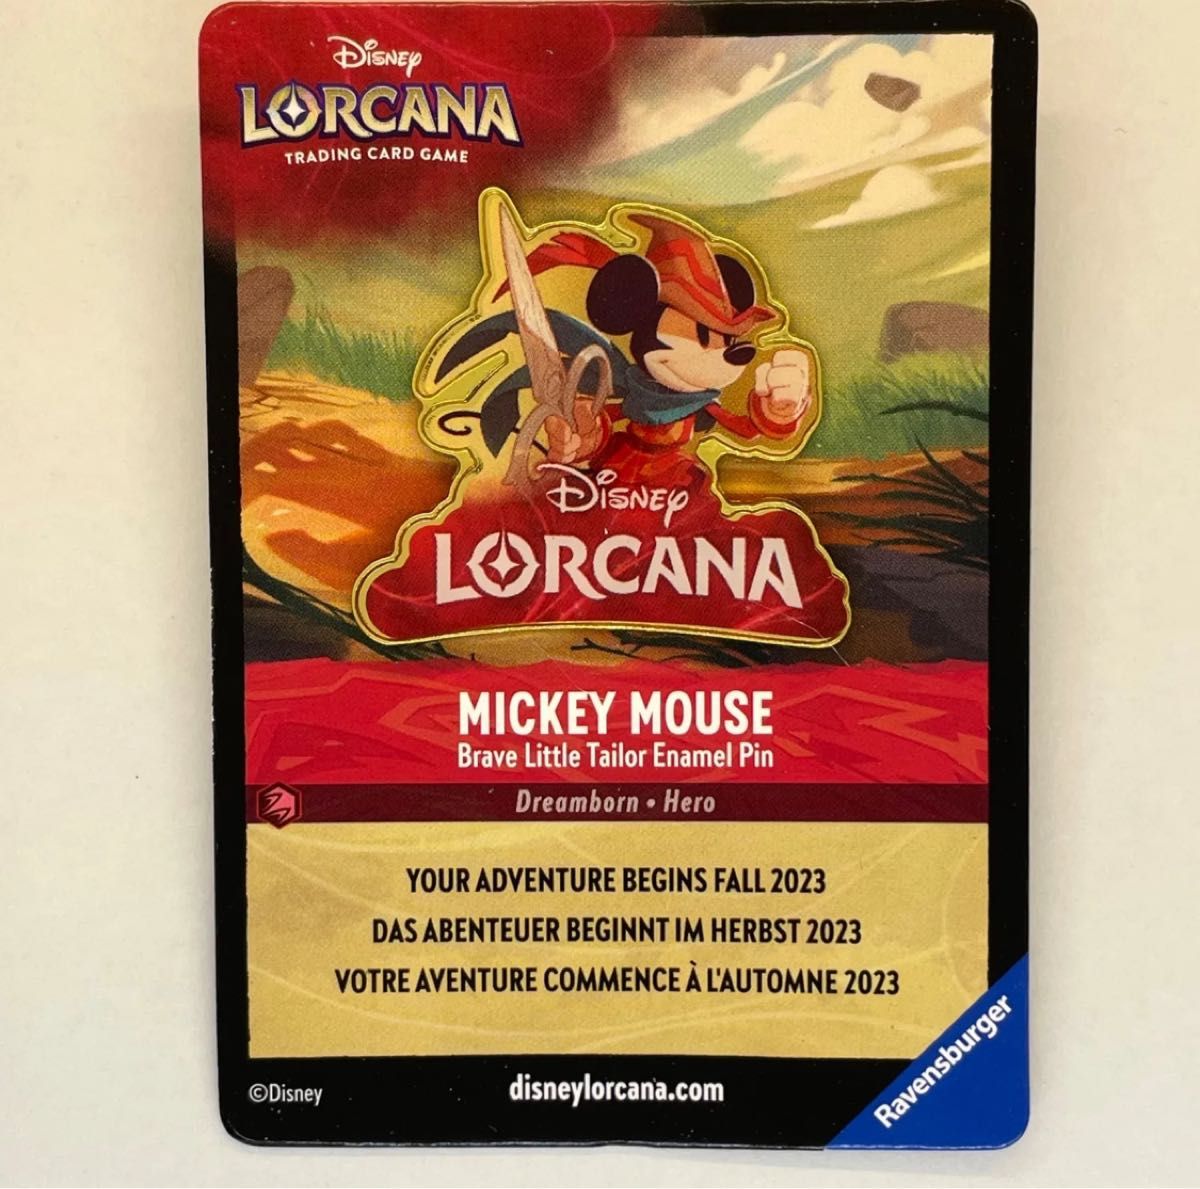 Disney
LORCANA
TRADING CARD GAME
Disney
LORCANA
MICKEY MOUSE
Brave Little Tailor Enamel Pin
Dreamborn • Hero
YOUR ADVENTURE BEGINS FALL 2023
DAS ABENTEUER BEGINNT IM HERBST 2023
VOTRE AVENTURE COMMENCE À L'AUTOMNE 2023
©Disney
disneylorcana.com
Ravensburger